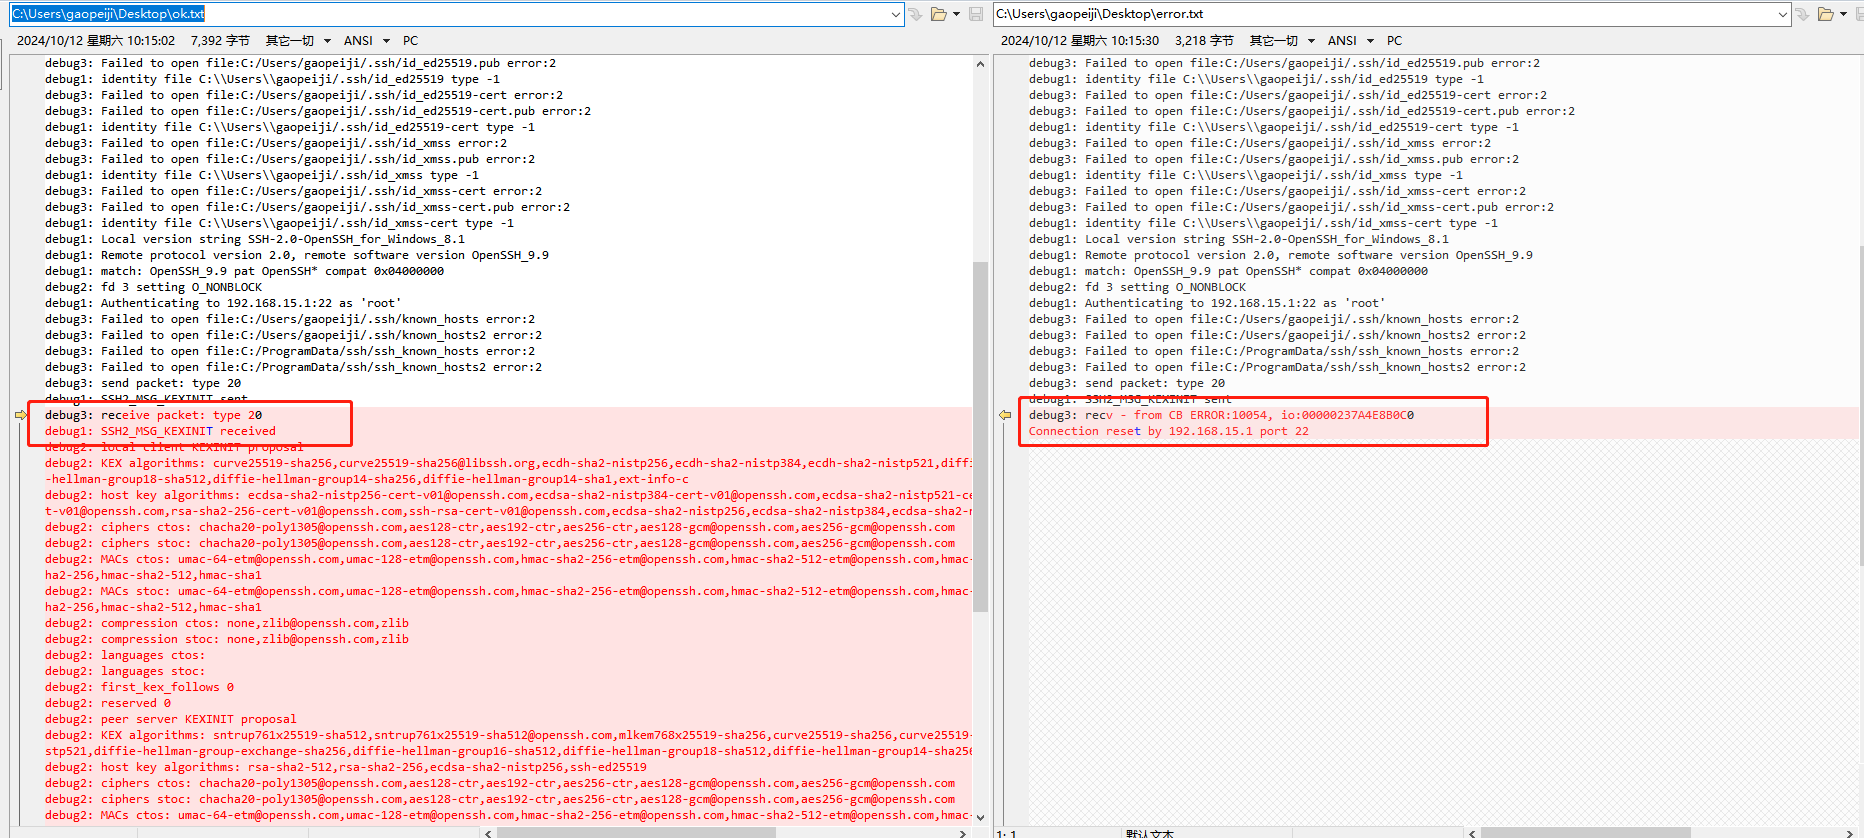 C:\Users\gaopeiji\Desktop\ok.txt
2024/10/12 星期六 10:15:02 7,392 字节 其它一切 ANSI PC
debug3: Failed to open file:C:/Users/gaopeiji/.ssh/id_ed25519.pub error:2
debug1: identity file C:\\Users\\gaopeiji/.ssh/id_ed25519 type -1
debug3: Failed to open file:C:/Users/gaopeiji/.ssh/id_ed25519-cert error:2
debug3: Failed to open file:C:/Users/gaopeiji/.ssh/id_ed25519-cert.pub error:2
debug1: identity file C:\\Users\\gaopeiji/.ssh/id_ed25519-cert type -1
debug3: Failed to open file:C:/Users/gaopeiji/.ssh/id_xmss error:2
debug3: Failed to open file:C:/Users/gaopeiji/.ssh/id_xmss.pub error:2
debug1: identity file C:\\Users\\gaopeiji/.ssh/id_xmss type -1
debug3: Failed to open file:C:/Users/gaopeiji/.ssh/id_xmss-cert error:2
debug3: Failed to open file:C:/Users/gaopeiji/.ssh/id_xmss-cert.pub error:2
debug1: identity file C:\\Users\\gaopeiji/.ssh/id_xmss-cert type -1
debug1: Local version string SSH-2.0-OpenSSH_for_Windows_8.1
debug1: Remote protocol version 2.0, remote software version OpenSSH_9.9
debug1: match: OpenSSH_9.9 pat OpenSSH* compat 0x04000000
debug2: fd 3 setting O_NONBLOCK
debug1: Authenticating to 192.168.15.1:22 as 'root'
debug3: Failed to open file:C:/Users/gaopeiji/.ssh/known_hosts error:2
debug3: Failed to open file:C:/Users/gaopeiji/.ssh/known_hosts2 error:2
debug3: Failed to open file:C:/ProgramData/ssh/ssh_known_hosts error:2
debug3: Failed to open file:C:/ProgramData/ssh/ssh_known_hosts2 error:2
debug3: send packet: type 20
debug1: SSH2_MSG_KEXINIT sent
debug3: receive packet: type 20
debug1: SSH2_MSG_KEXINIT received
debug2: local client KEXINIT proposal
debug2: KEX algorithms: curve25519-sha256,curve25519-sha256@libssh.org,ecdh-sha2-nistp256,ecdh-sha2-nistp384,ecdh-sha2-nistp521,diffi
-hellman-group18-sha512,diffie-hellman-group14-sha256,diffie-hellman-group14-sha1,ext-info-c
debug2: host key algorithms: ecdsa-sha2-nistp256-cert-v01@openssh.com,ecdsa-sha2-nistp384-cert-v01@openssh.com,ecdsa-sha2-nistp521-ce
t-v01@openssh.com,rsa-sha2-256-cert-v01@openssh.com,ssh-rsa-cert-v01@openssh.com,ecdsa-sha2-nistp256,ecdsa-sha2-nistp384,ecdsa-sha2-n
debug2: ciphers ctos: chacha20-poly1305@openssh.com,aes128-ctr,aes192-ctr,aes256-ctr,aes128-gcm@openssh.com,aes256-gcm@openssh.com
debug2: ciphers stoc: chacha20-poly1305@openssh.com,aes128-ctr,aes192-ctr,aes256-ctr,aes128-gcm@openssh.com,aes256-gcm@openssh.com
debug2: MACs ctos: umac-64-etm@openssh.com,umac-128-etm@openssh.com,hmac-sha2-256-etm@openssh.com,hmac-sha2-512-etm@openssh.com,hmac-
ha2-256,hmac-sha2-512,hmac-sha1
debug2: MACs stoc: umac-64-etm@openssh.com,umac-128-etm@openssh.com,hmac-sha2-256-etm@openssh.com,hmac-sha2-512-etm@openssh.com,hmac-
ha2-256,hmac-sha2-512,hmac-sha1
debug2: compression ctos: none,zlib@openssh.com,zlib
debug2: compression stoc: none,zlib@openssh.com,zlib
debug2: languages ctos:
debug2: languages stoc:
debug2: first_kex_follows 0
debug2: reserved 0
debug2: peer server KEXINIT proposal
debug2: KEX algorithms: sntrup761x25519-sha512,sntrup761x25519-sha512@openssh.com,mlkem768x25519-sha256,curve25519-sha256,curve25519-
stp521,diffie-hellman-group-exchange-sha256,diffie-hellman-group16-sha512,diffie-hellman-group18-sha512,diffie-hellman-group14-sha256
debug2: host key algorithms: rsa-sha2-512,rsa-sha2-256,ecdsa-sha2-nistp256,ssh-ed25519
debug2: ciphers ctos: chacha20-poly1305@openssh.com,aes128-ctr,aes192-ctr,aes256-ctr,aes128-gcm@openssh.com,aes256-gcm@openssh.com
debug2: ciphers stoc: chacha20-poly1305@openssh.com,aes128-ctr,aes192-ctr,aes256-ctr,aes128-gcm@openssh.com,aes256-gcm@openssh.com
debug2: MACs ctos: umac-64-etm@openssh.com,umac-128-etm@openssh.com,hmac-sha2-256-etm@openssh.com,hmac-sha2-512-etm@openssh.com,hmac-
C:\Users\gaopeiji\Desktop\error.txt
2024/10/12 星期六 10:15:30 3,218 字节 其它一切 ANSI PC
debug3: Failed to open file:C:/Users/gaopeiji/.ssh/id_ed25519.pub error:2
debug1: identity file C:\\Users\\gaopeiji/.ssh/id_ed25519 type -1
debug3: Failed to open file:C:/Users/gaopeiji/.ssh/id_ed25519-cert error:2
debug3: Failed to open file:C:/Users/gaopeiji/.ssh/id_ed25519-cert.pub error:2
debug1: identity file C:\\Users\\gaopeiji/.ssh/id_ed25519-cert type -1
debug3: Failed to open file:C:/Users/gaopeiji/.ssh/id_xmss error:2
debug3: Failed to open file:C:/Users/gaopeiji/.ssh/id_xmss.pub error:2
debug1: identity file C:\\Users\\gaopeiji/.ssh/id_xmss type -1
debug3: Failed to open file:C:/Users/gaopeiji/.ssh/id_xmss-cert error:2
debug3: Failed to open file:C:/Users/gaopeiji/.ssh/id_xmss-cert.pub error:2
debug1: identity file C:\\Users\\gaopeiji/.ssh/id_xmss-cert type -1
debug1: Local version string SSH-2.0-OpenSSH_for_Windows_8.1
debug1: Remote protocol version 2.0, remote software version OpenSSH_9.9
debug1: match: OpenSSH_9.9 pat OpenSSH* compat 0x04000000
debug2: fd 3 setting O_NONBLOCK
debug1: Authenticating to 192.168.15.1:22 as 'root'
debug3: Failed to open file:C:/Users/gaopeiji/.ssh/known_hosts error:2
debug3: Failed to open file:C:/Users/gaopeiji/.ssh/known_hosts2 error:2
debug3: Failed to open file:C:/ProgramData/ssh/ssh_known_hosts error:2
debug3: Failed to open file:C:/ProgramData/ssh/ssh_known_hosts2 error:2
debug3: send packet: type 20
debug1: SSH2_MSG_KEXINIT sent
debug3: recv - from CB ERROR:10054, io:00000237A4E8B0C0
Connection reset by 192.168.15.1 port 22
1: 1 默认文本